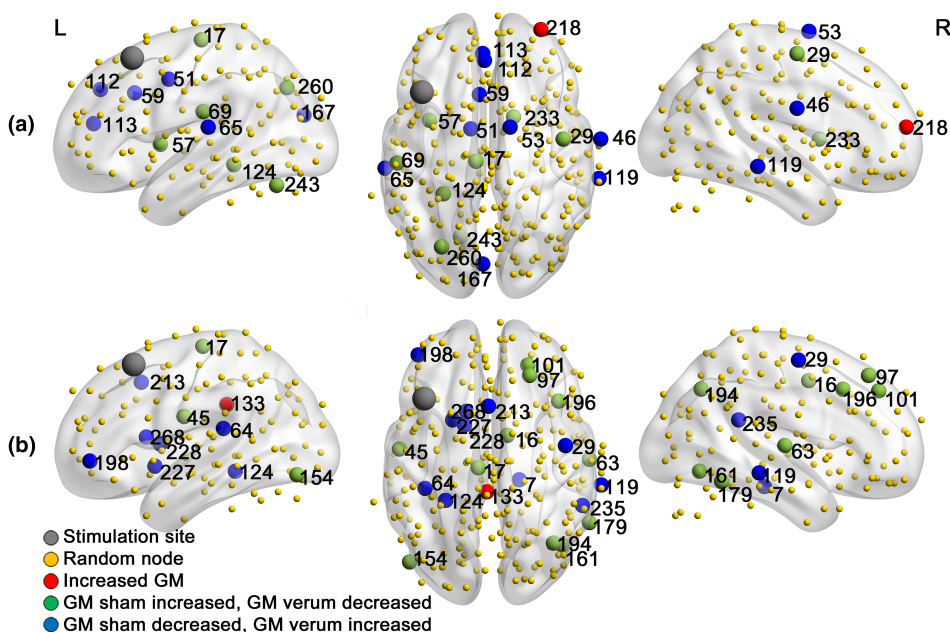 L R
17 218 53
113 29
112 51 112 260
59 59 167 46
(a) 113 69 65 57 51 233 53 29 46 233 218
57 69 17 119 119
124 65 124
243 243
260
167
17 198 101 29 97
213 97 16 196 101
133 268 213 196 194
45 227 235
(b) 268 64 45 228 16 29 63
228 17 63
198 227 124 154 64 7 119 161 119
124 133 235 179 7
179
154 194
161
Stimulation site
Random node
Increased GM
GM sham increased, GM verum decreased
GM sham decreased, GM verum increased